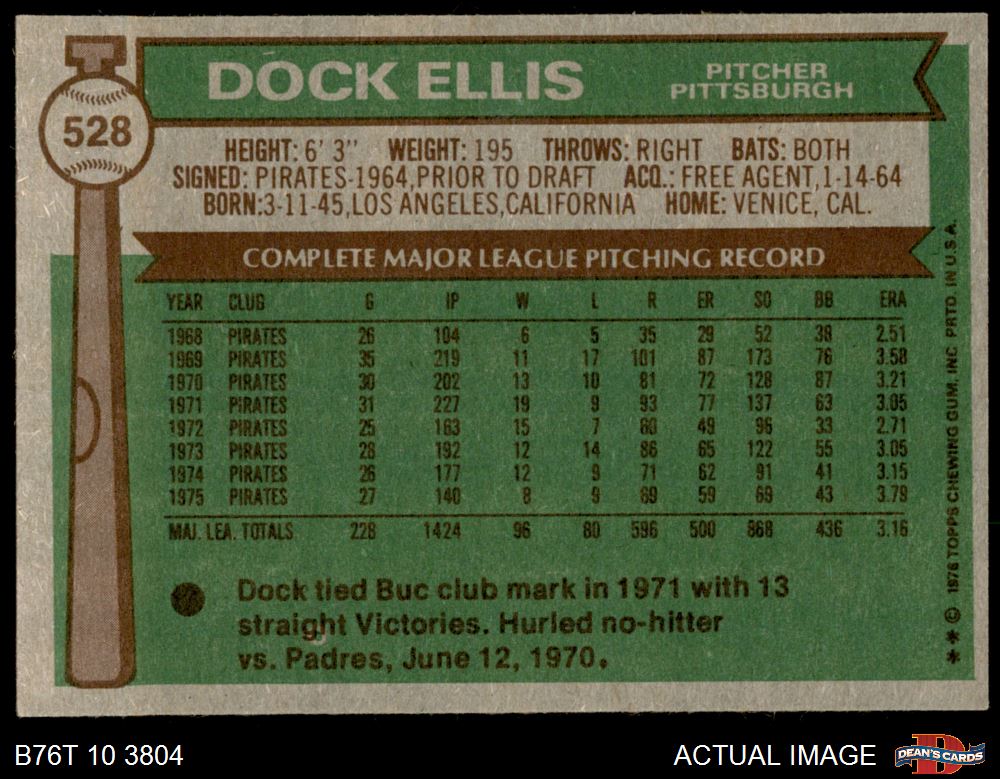 DOCK ELLIS
PITCHER
PITTSBURGH
528
HEIGHT: 6' 3" WEIGHT: 195 THROWS: RIGHT BATS: BOTH
SIGNED: PIRATES-1964,PRIOR TO DRAFT ACQ.: FREE AGENT,1-14-64
BORN:3-11-45,LOS ANGELES,CALIFORNIA HOME: VENICE, CAL.
COMPLETE MAJOR LEAGUE PITCHING RECORD
YEAR CLUB G IP W L R ER SO BB ERA
1968 PIRATES 26 104 6 5 35 29 52 38 2.51
1969 PIRATES 35 219 11 17 101 87 173 76 3.58
1970 PIRATES 30 202 13 10 81 72 128 87 3.21
1971 PIRATES 31 227 19 9 93 77 137 63 3.05
1972 PIRATES 25 163 15 7 60 49 96 33 2.71
1973 PIRATES 28 192 12 14 86 65 122 55 3.05
1974 PIRATES 26 177 12 9 71 62 91 41 3.15
1975 PIRATES 27 140 8 9 69 59 69 43 3.79
MAJ. LEA. TOTALS 228 1424 96 80 596 500 868 436 3.16
Dock tied Buc club mark in 1971 with 13
straight Victories. Hurled no-hitter
vs. Padres, June 12, 1970.
** © 1976 TOPPS CHEWING GUM, INC PRTD. IN U.S.A.
B76T 10 3804
ACTUAL IMAGE
DEAN'S CARDS